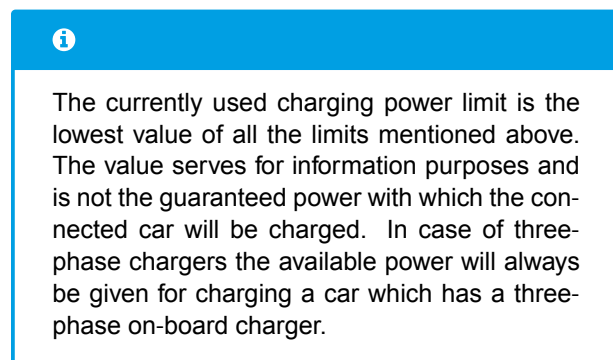 The currently used charging power limit is the
lowest value of all the limits mentioned above.
The value serves for information purposes and
is not the guaranteed power with which the con-
nected car will be charged. In case of three-
phase chargers the available power will always
be given for charging a car which has a three-
phase on-board charger.